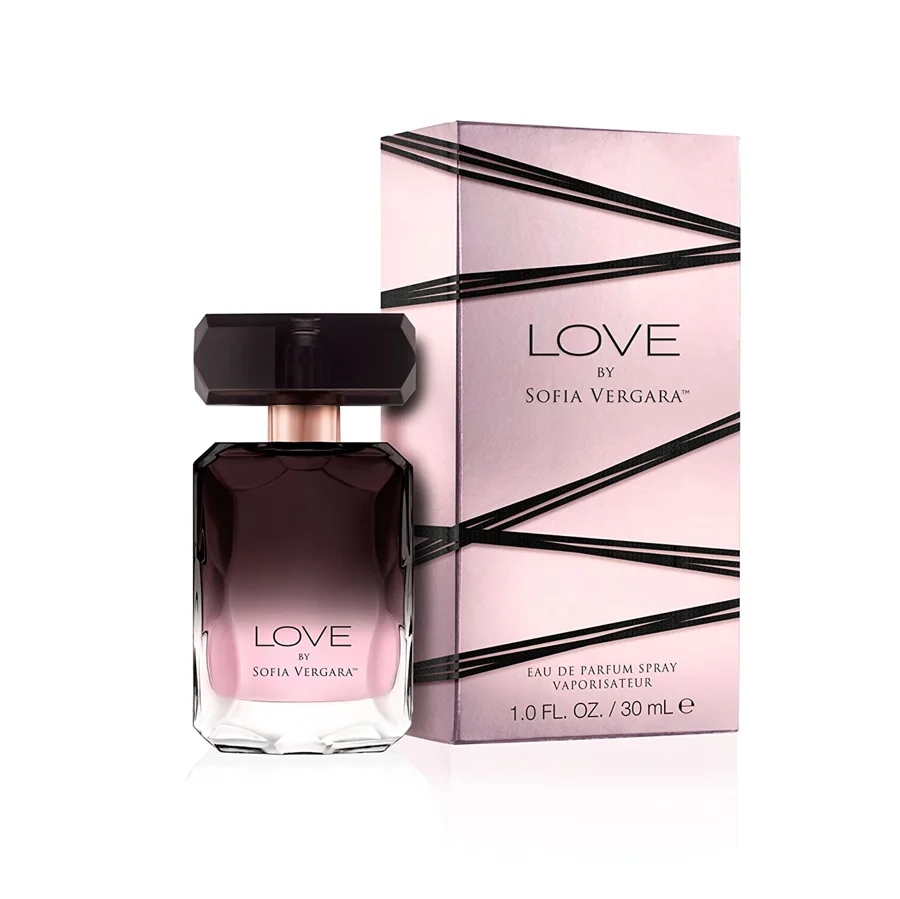 LOVE
BY
SOFIA VERGARA™
EAU DE PARFUM SPRAY
VAPORISATEUR
1.0 FL. OZ. / 30 mL ℮
LOVE
BY
SOFIA VERGARA™